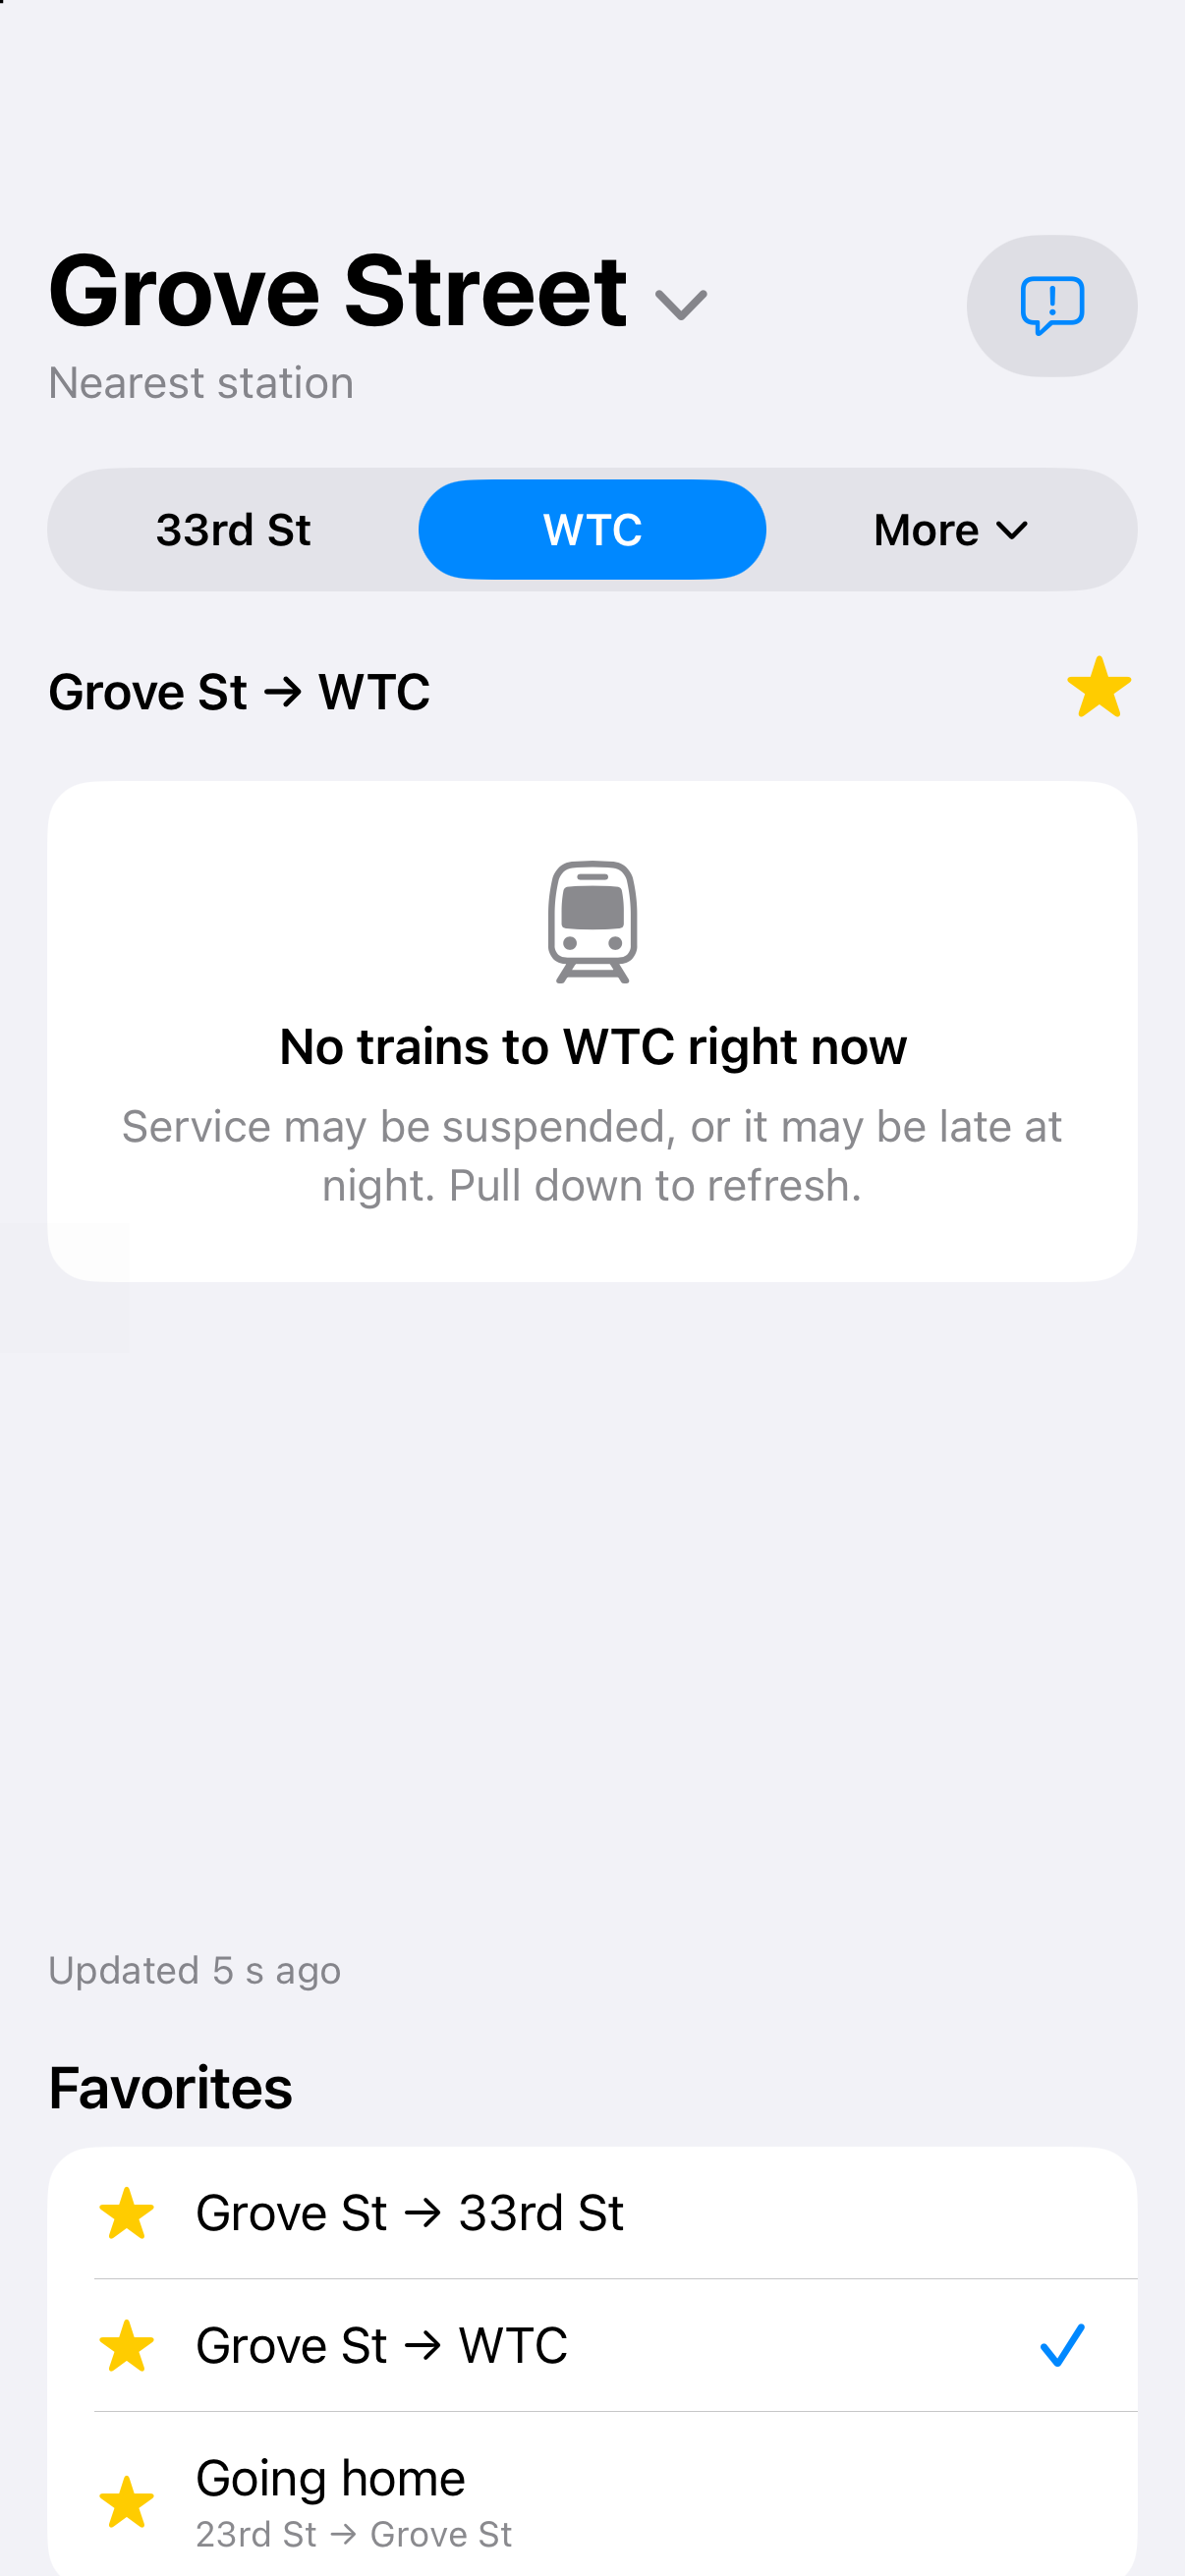 Grove Street
Nearest station
33rd St
WTC
More
Grove St → WTC
No trains to WTC right now
Service may be suspended, or it may be late at
night. Pull down to refresh.
Updated 5 s ago
Favorites
Grove St → 33rd St
Grove St → WTC
Going home
23rd St → Grove St